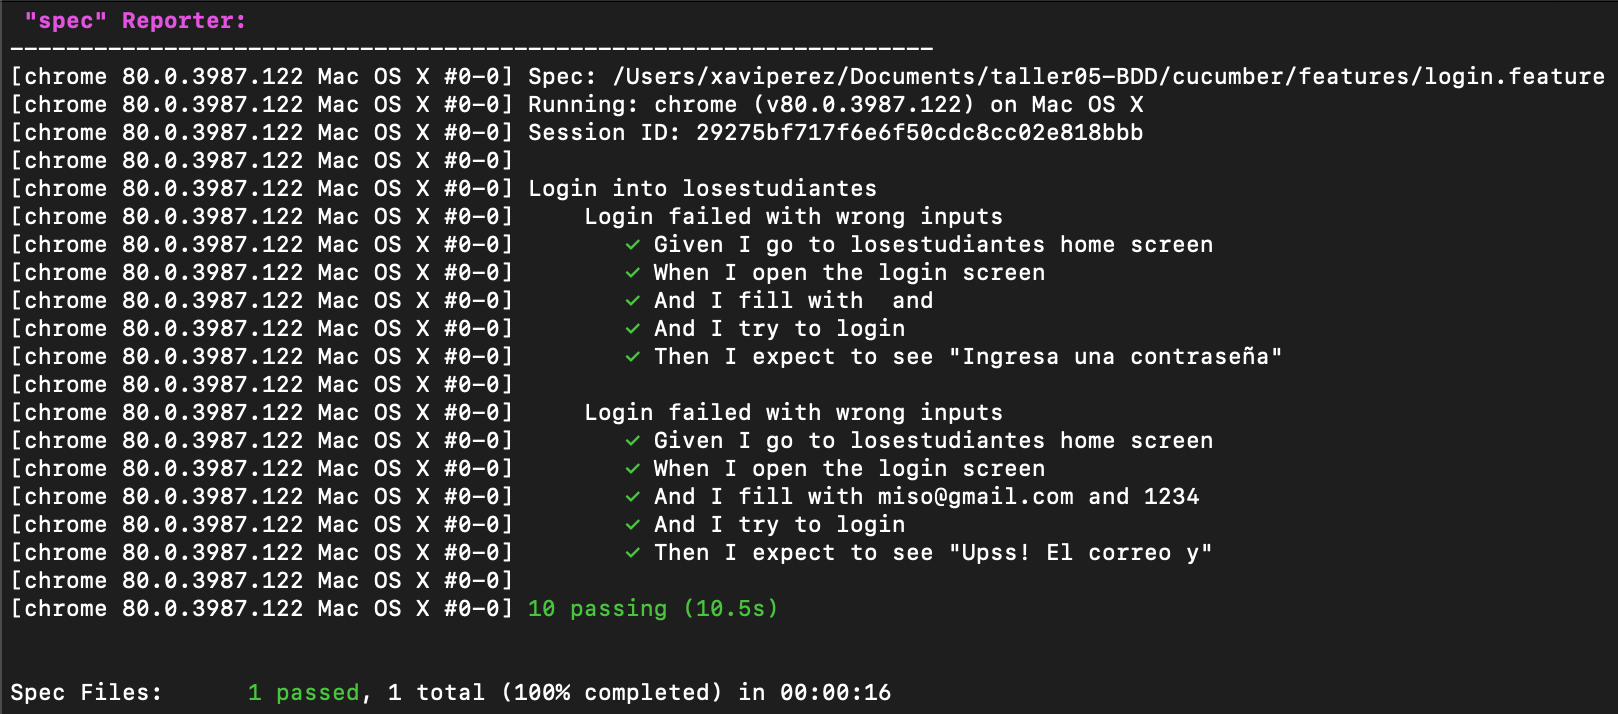 "spec" Reporter:
------------------------------------------------------------------
[chrome 80.0.3987.122 Mac OS X #0-0] Spec: /Users/xaviperez/Documents/taller05-BDD/cucumber/features/login.feature
[chrome 80.0.3987.122 Mac OS X #0-0] Running: chrome (v80.0.3987.122) on Mac OS X
[chrome 80.0.3987.122 Mac OS X #0-0] Session ID: 29275bf717f6e6f50cdc8cc02e818bbb
[chrome 80.0.3987.122 Mac OS X #0-0]
[chrome 80.0.3987.122 Mac OS X #0-0] Login into losestudiantes
[chrome 80.0.3987.122 Mac OS X #0-0]     Login failed with wrong inputs
[chrome 80.0.3987.122 Mac OS X #0-0]        ✓ Given I go to losestudiantes home screen
[chrome 80.0.3987.122 Mac OS X #0-0]        ✓ When I open the login screen
[chrome 80.0.3987.122 Mac OS X #0-0]        ✓ And I fill with  and
[chrome 80.0.3987.122 Mac OS X #0-0]        ✓ And I try to login
[chrome 80.0.3987.122 Mac OS X #0-0]        ✓ Then I expect to see "Ingresa una contraseña"
[chrome 80.0.3987.122 Mac OS X #0-0]
[chrome 80.0.3987.122 Mac OS X #0-0]     Login failed with wrong inputs
[chrome 80.0.3987.122 Mac OS X #0-0]        ✓ Given I go to losestudiantes home screen
[chrome 80.0.3987.122 Mac OS X #0-0]        ✓ When I open the login screen
[chrome 80.0.3987.122 Mac OS X #0-0]        ✓ And I fill with miso@gmail.com and 1234
[chrome 80.0.3987.122 Mac OS X #0-0]        ✓ And I try to login
[chrome 80.0.3987.122 Mac OS X #0-0]        ✓ Then I expect to see "Upss! El correo y"
[chrome 80.0.3987.122 Mac OS X #0-0]
[chrome 80.0.3987.122 Mac OS X #0-0] 10 passing (10.5s)
Spec Files:      1 passed, 1 total (100% completed) in 00:00:16